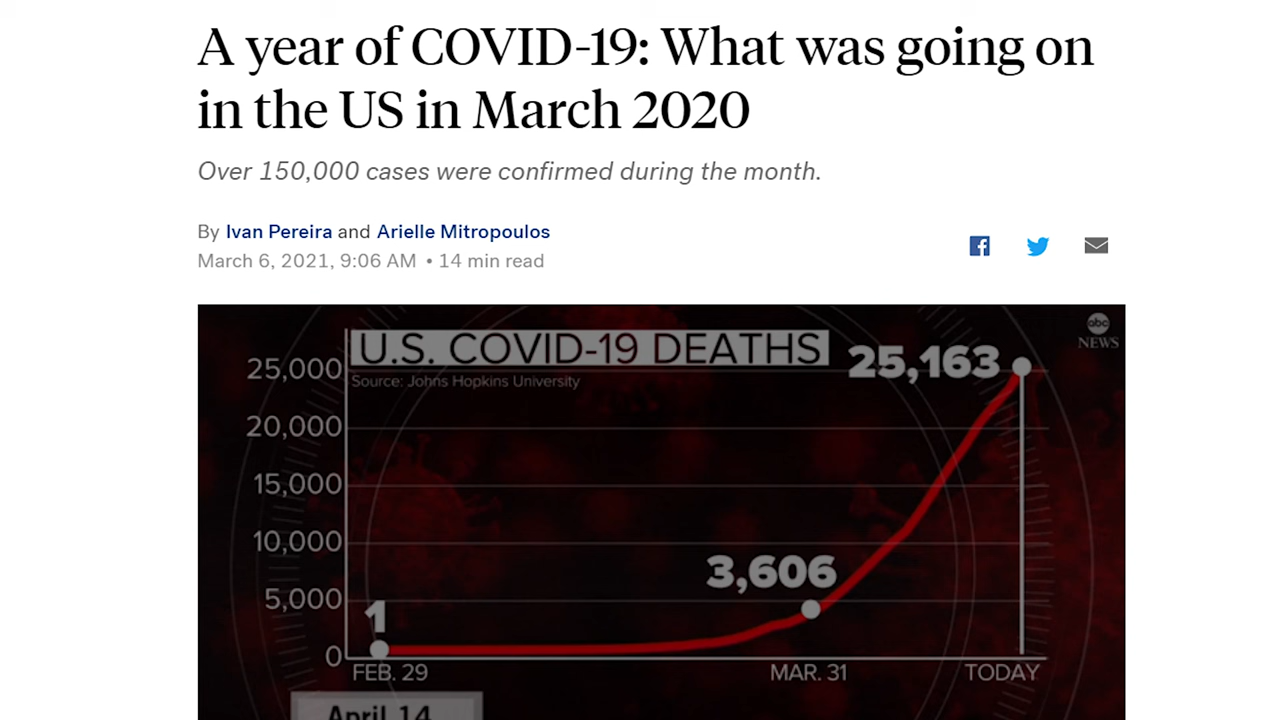 A year of COVID-19: What was going on
in the US in March 2020
Over 150,000 cases were confirmed during the month.
By Ivan Pereira and Arielle Mitropoulos
March 6, 2021, 9:06 AM • 14 min read
abc
NEWS
U.S. COVID-19 DEATHS
Source: Johns Hopkins University
25,163
25,000
20,000
15,000
10,000
3,606
5,000
1
0
FEB. 29
MAR. 31
TODAY
April 14